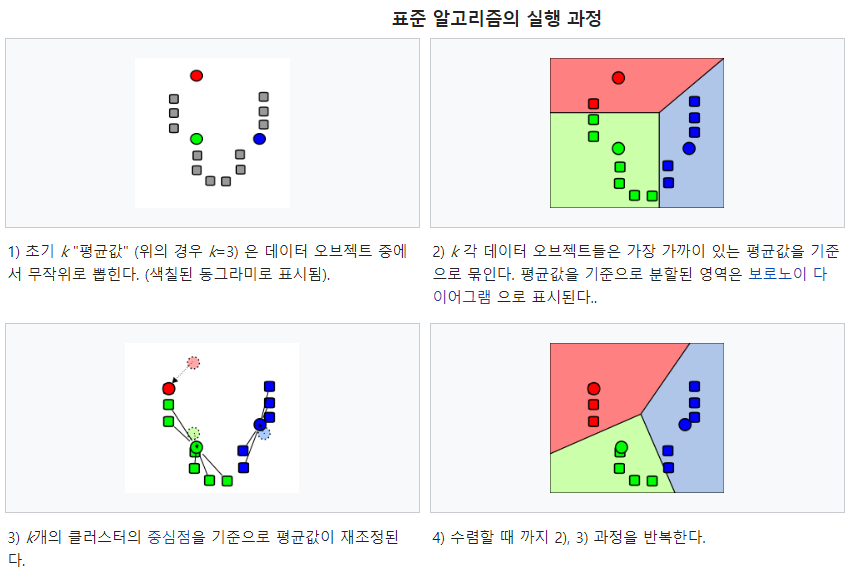 표준 알고리즘의 실행 과정
1) 초기 k "평균값" (위의 경우 k=3) 은 데이터 오브젝트 중에
서 무작위로 뽑힌다. (색칠된 동그라미로 표시됨).
2) k 각 데이터 오브젝트들은 가장 가까이 있는 평균값을 기준
으로 묶인다. 평균값을 기준으로 분할된 영역은 보로노이 다
이어그램 으로 표시된다..
3) k개의 클러스터의 중심점을 기준으로 평균값이 재조정된
다.
4) 수렴할 때 까지 2), 3) 과정을 반복한다.